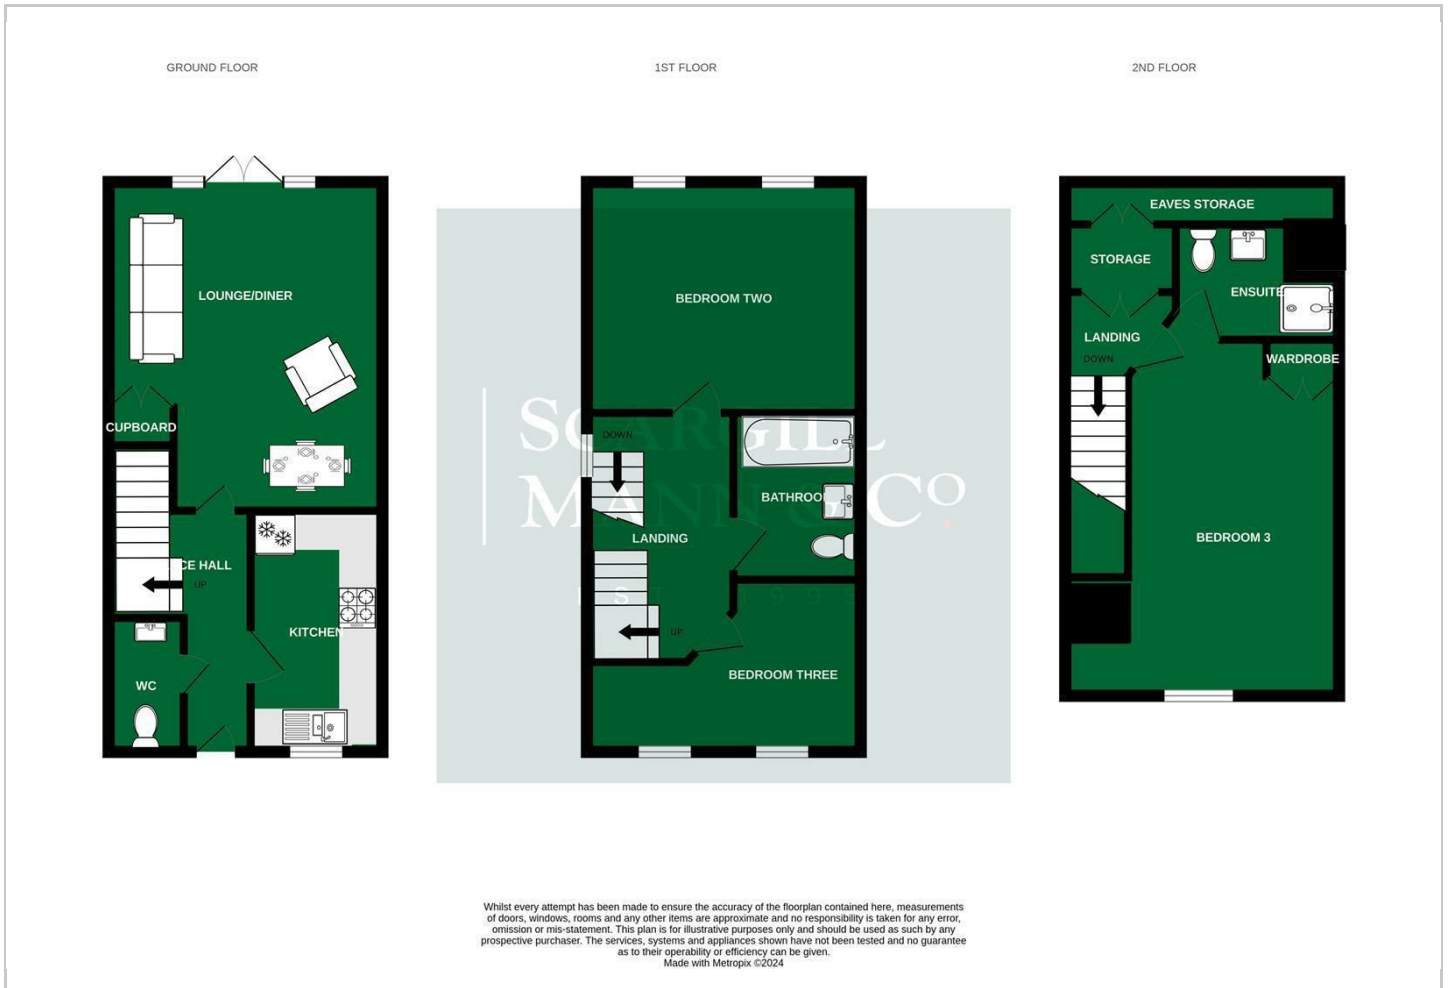 GROUND FLOOR
1ST FLOOR
2ND FLOOR
LOUNGE/DINER
CUPBOARD
CE HALL
UP
KITCHEN
WC
BEDROOM TWO
DOWN
BATHROOM
LANDING
UP
BEDROOM THREE
SCARGILL
MANN & CO
EAVES STORAGE
STORAGE
ENSUITE
LANDING
DOWN
WARDROBE
BEDROOM 3
Whilst every attempt has been made to ensure the accuracy of the floorplan contained here, measurements
of doors, windows, rooms and any other items are approximate and no responsibility is taken for any error,
omission or mis-statement. This plan is for illustrative purposes only and should be used as such by any
prospective purchaser. The services, systems and appliances shown have not been tested and no guarantee
as to their operability or efficiency can be given.
Made with Metropix ©2024